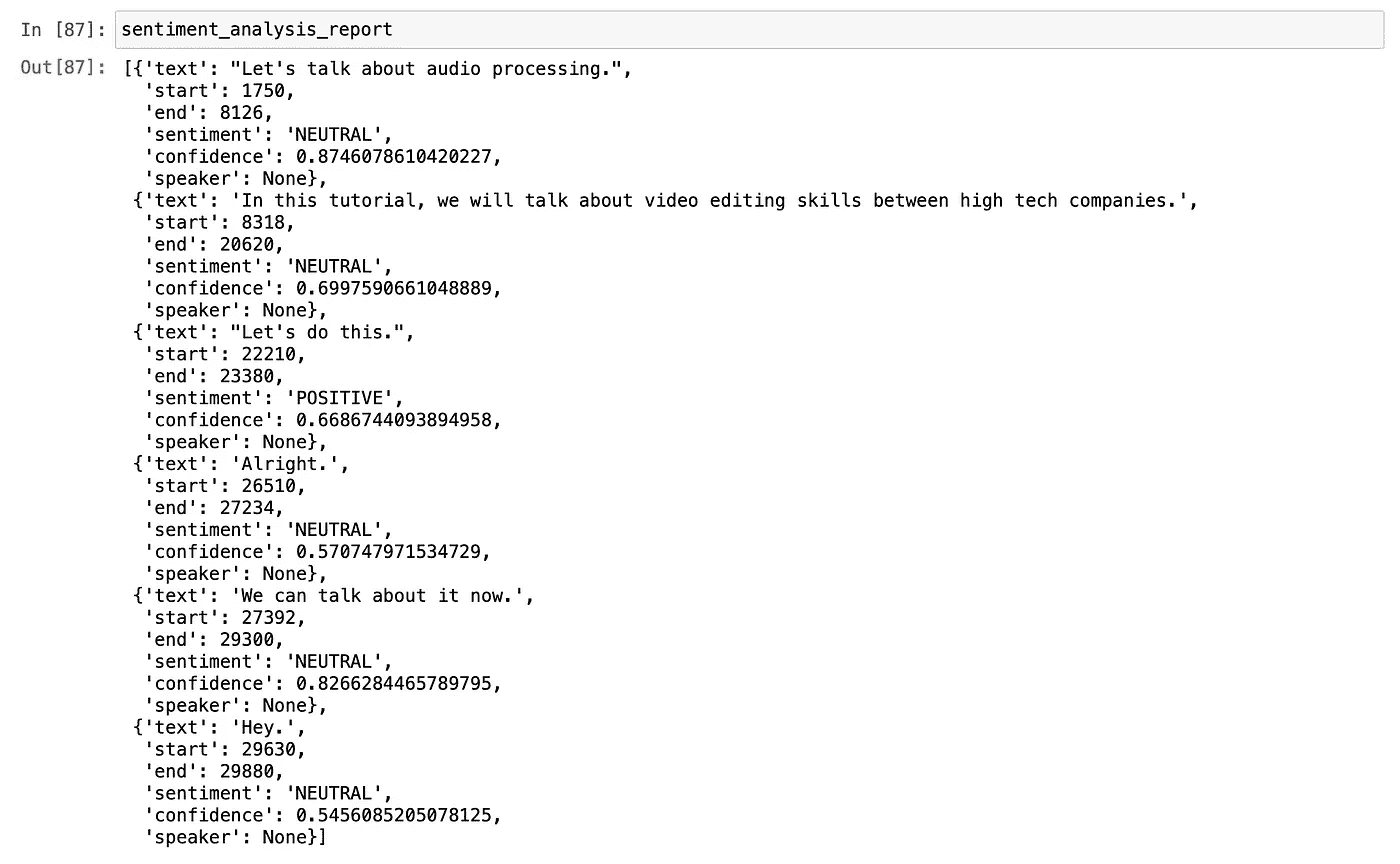 In [87]: sentiment_analysis_report
Out[87]: [{'text': "Let's talk about audio processing.",
'start': 1750,
'end': 8126,
'sentiment': 'NEUTRAL',
'confidence': 0.8746078610420227,
'speaker': None},
{'text': 'In this tutorial, we will talk about video editing skills between high tech companies.',
'start': 8318,
'end': 20620,
'sentiment': 'NEUTRAL',
'confidence': 0.6997590661048889,
'speaker': None},
{'text': "Let's do this.",
'start': 22210,
'end': 23380,
'sentiment': 'POSITIVE',
'confidence': 0.6686744093894958,
'speaker': None},
{'text': 'Alright.',
'start': 26510,
'end': 27234,
'sentiment': 'NEUTRAL',
'confidence': 0.570747971534729,
'speaker': None},
{'text': 'We can talk about it now.',
'start': 27392,
'end': 29300,
'sentiment': 'NEUTRAL',
'confidence': 0.8266284465789795,
'speaker': None},
{'text': 'Hey.',
'start': 29630,
'end': 29880,
'sentiment': 'NEUTRAL',
'confidence': 0.5456085205078125,
'speaker': None}]